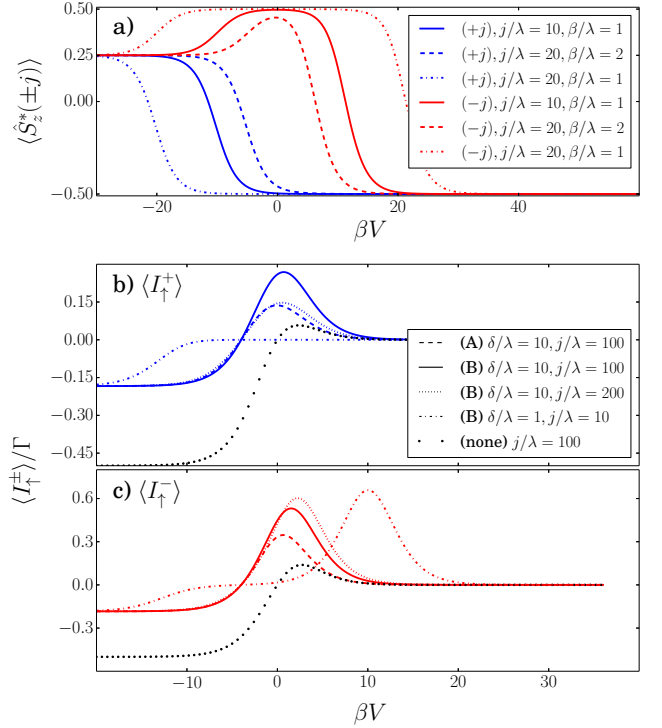 a)
⟨Ŝ*_z(±j)⟩
0.50
0.25
0.00
−0.50
(+j), j/λ = 10, β/λ = 1
(+j), j/λ = 20, β/λ = 2
(+j), j/λ = 20, β/λ = 1
(−j), j/λ = 10, β/λ = 1
(−j), j/λ = 20, β/λ = 2
(−j), j/λ = 20, β/λ = 1
−20 0 20 40
βV
⟨I^±_↑⟩/Γ
b) ⟨I^+_↑⟩
0.15
0.00
−0.15
−0.30
−0.45
(A) δ/λ = 10, j/λ = 100
(B) δ/λ = 10, j/λ = 100
(B) δ/λ = 10, j/λ = 200
(B) δ/λ = 1, j/λ = 10
(none) j/λ = 100
c) ⟨I^−_↑⟩
0.6
0.3
0.0
−0.3
−10 0 10 20 30
βV